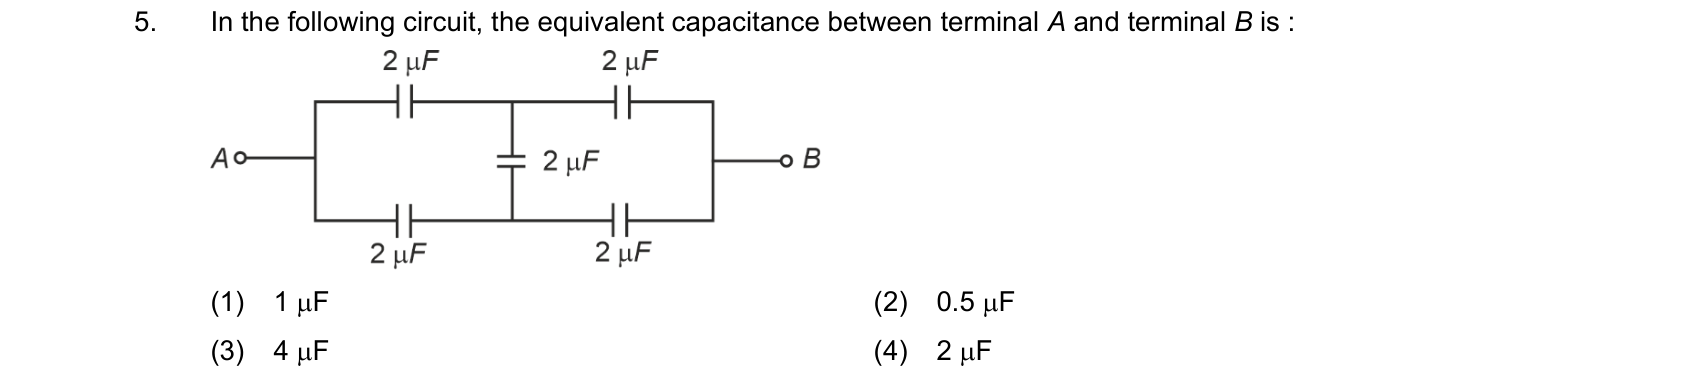 5. In the following circuit, the equivalent capacitance between terminal A and terminal B is :
2 μF 2 μF
A 2 μF B
2 μF 2 μF
(1) 1 μF (2) 0.5 μF
(3) 4 μF (4) 2 μF